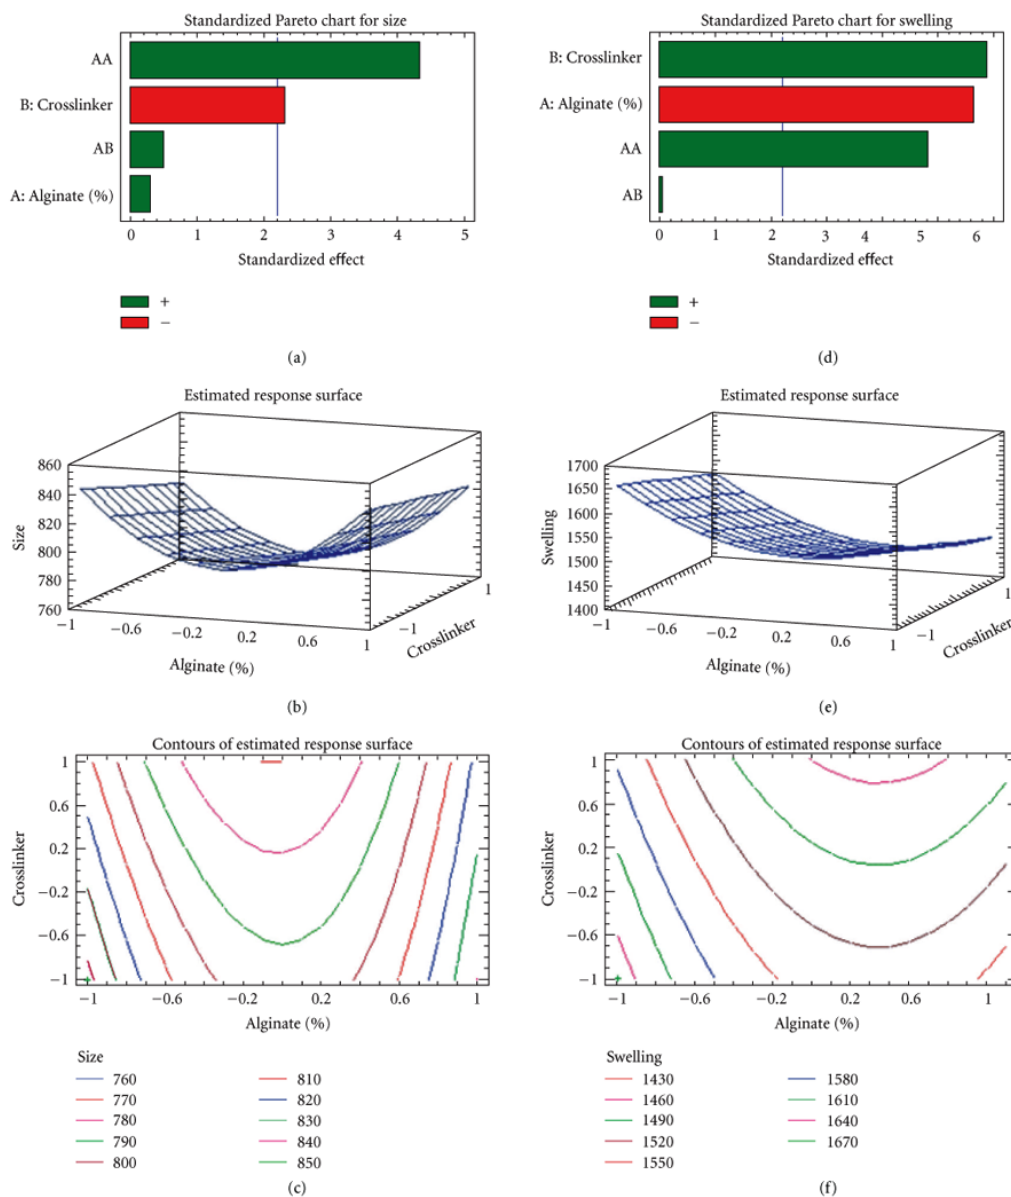 Standardized Pareto chart for size
AA
B: Crosslinker
AB
A: Alginate (%)
0 1 2 3 4 5
Standardized effect
+
−
(a)
Standardized Pareto chart for swelling
B: Crosslinker
A: Alginate (%)
AA
AB
0 1 2 3 4 5 6
Standardized effect
+
−
(d)
Estimated response surface
860
840
820
800
780
760
Size
−1 −0.6 −0.2 0.2 0.6 1
Alginate (%)
−1
1
Crosslinker
(b)
Estimated response surface
1700
1650
1600
1550
1500
1450
1400
Swelling
−1 −0.6 −0.2 0.2 0.6 1
Alginate (%)
−1
1
Crosslinker
(e)
Contours of estimated response surface
1
0.6
0.2
−0.2
−0.6
−1
Crosslinker
−1 −0.6 −0.2 0.2 0.6 1
Alginate (%)
Size
760
770
780
790
800
810
820
830
840
850
(c)
Contours of estimated response surface
1
0.6
0.2
−0.2
−0.6
−1
Crosslinker
−1 −0.6 −0.2 0.2 0.6 1
Alginate (%)
Swelling
1430
1460
1490
1520
1550
1580
1610
1640
1670
(f)